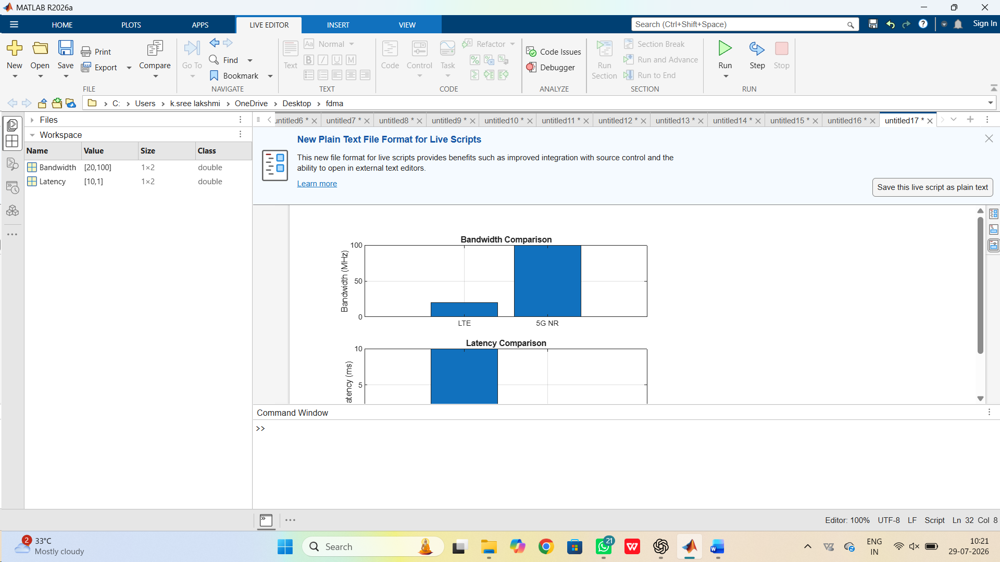 MATLAB R2026a
HOME PLOTS APPS LIVE EDITOR INSERT VIEW Search (Ctrl+Shift+Space) Sign In
New Open Save Print Export Compare
Go To Find Bookmark
Text Aa Normal B I U M
Code Control Task Refactor
Code Issues
Debugger
Run Section Section Break
Run and Advance
Run to End
Run Step Stop
FILE NAVIGATE TEXT CODE ANALYZE SECTION RUN
C: Users k.sree lakshmi OneDrive Desktop fdma
Files
untitled6 * untitled7 * untitled8 * untitled9 * untitled10 * untitled11 * untitled12 * untitled13 * untitled14 * untitled15 * untitled16 * untitled17 *
Workspace
Name Value Size Class
Bandwidth [20,100] 1×2 double
Latency [10,1] 1×2 double
New Plain Text File Format for Live Scripts
This new file format for live scripts provides benefits such as improved integration with source control and the
ability to open in external text editors.
Learn more
Save this live script as plain text
Bandwidth Comparison
Bandwidth (MHz)
100
50
0
LTE 5G NR
Latency Comparison
atency (ms)
10
5
Command Window
>>
Editor: 100% UTF-8 LF Script Ln 32 Col 8
2
33°C
Mostly cloudy
Search
21
ENG
IN
10:21
29-07-2026